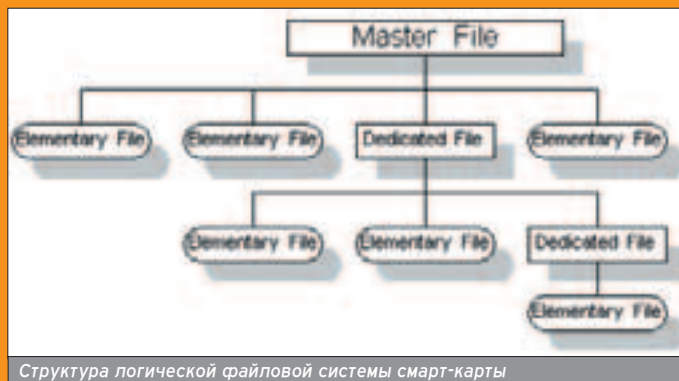 Master File
Elementary File
Elementary File
Dedicated File
Elementary File
Elementary File
Elementary File
Dedicated File
Elementary File
Структура логической файловой системы смарт-карты